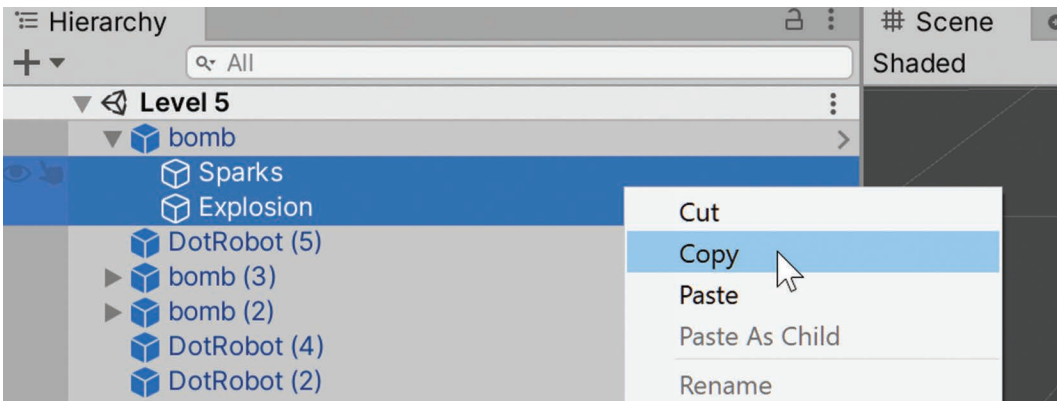 Hierarchy
All
Level 5
bomb
Sparks
Explosion
DotRobot (5)
bomb (3)
bomb (2)
DotRobot (4)
DotRobot (2)
Cut
Copy
Paste
Paste As Child
Rename
Scene
Shaded